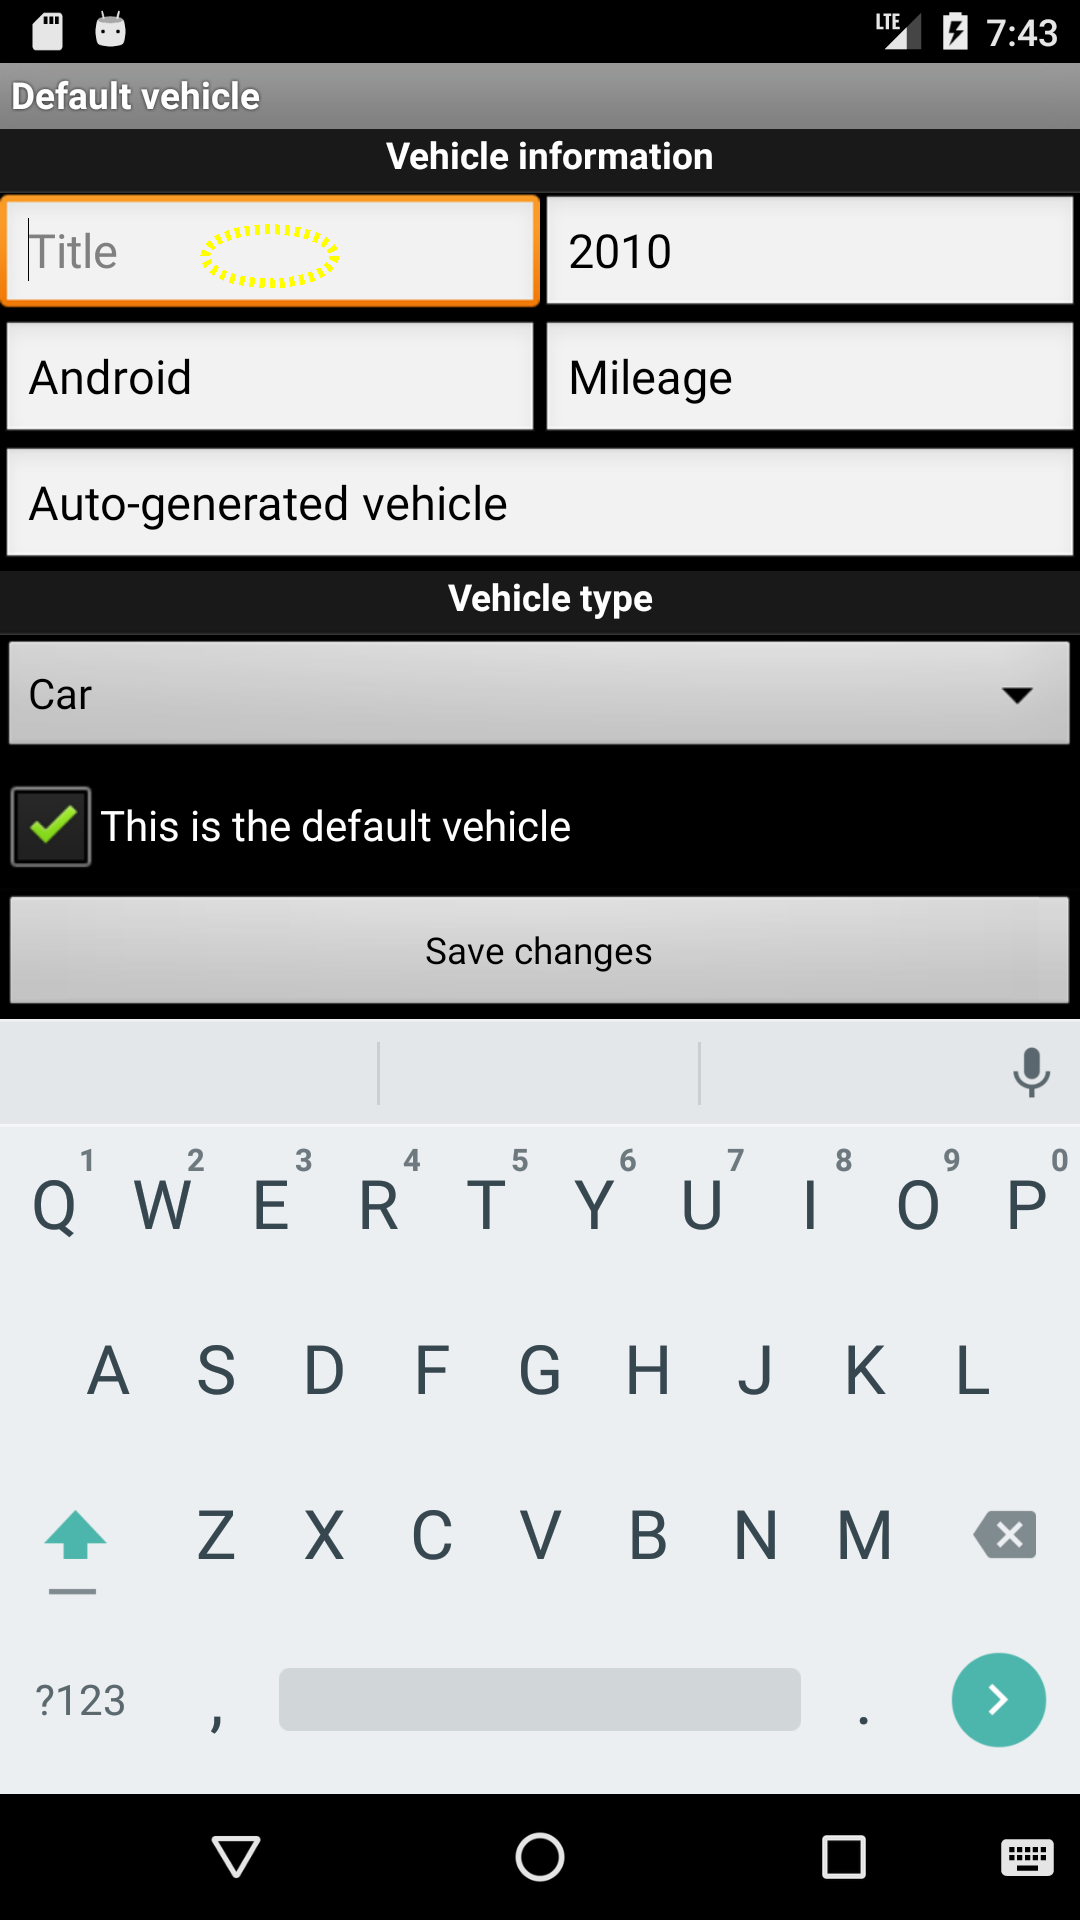 LTE 7:43
Default vehicle
Vehicle information
Title 2010
Android Mileage
Auto-generated vehicle
Vehicle type
Car
This is the default vehicle
Save changes
1 2 3 4 5 6 7 8 9 0
Q W E R T Y U I O P
A S D F G H J K L
Z X C V B N M
?123 , .